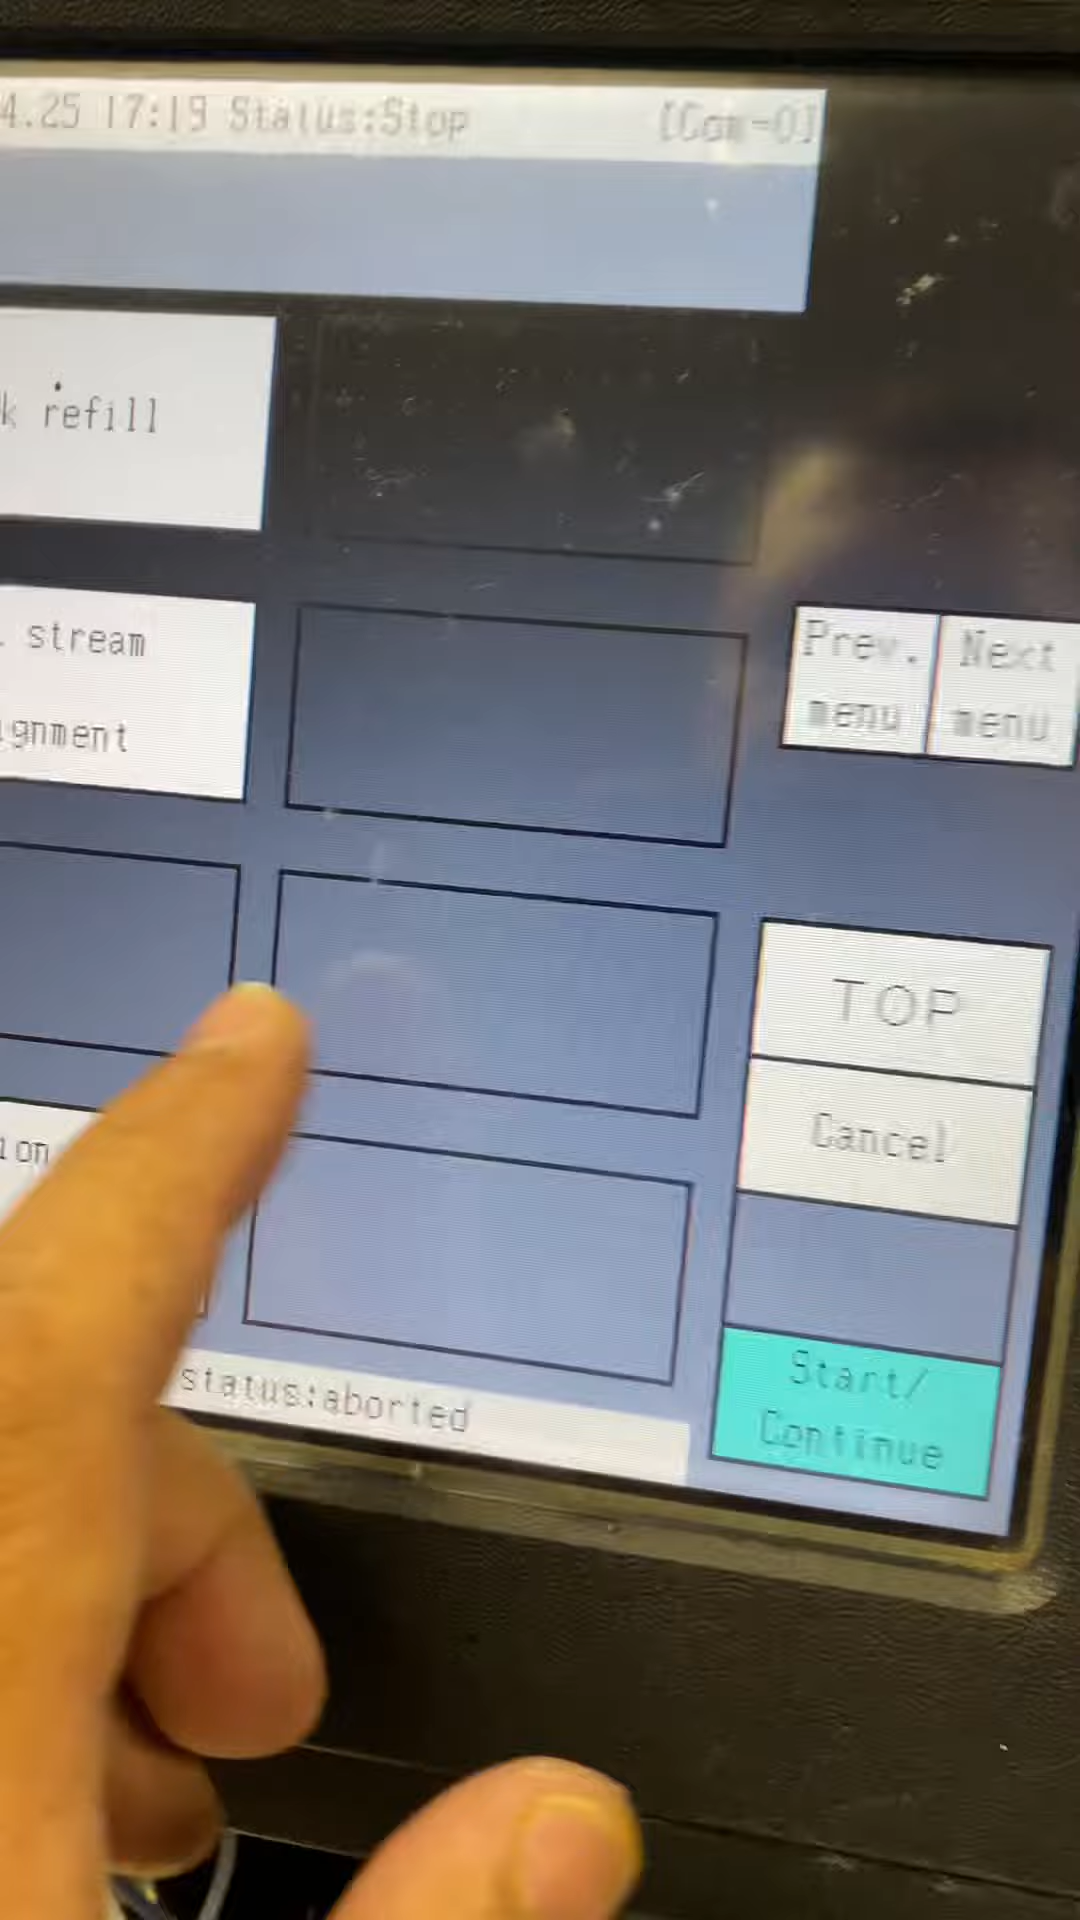 4.25 17:19 Status:Stop [Com=0]
k refill
stream
ignment
Prev. menu
Next menu
TOP
Cancel
ion
Start/
Continue
status:aborted